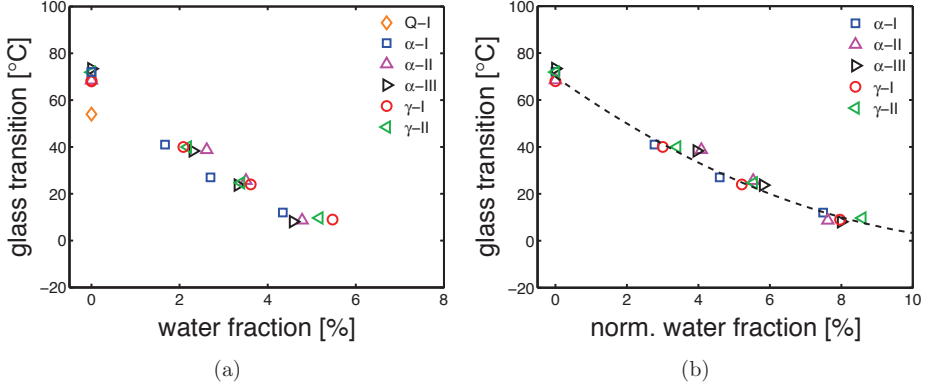 100
80
60
40
20
0
−20
glass transition [°C]
0 2 4 6 8
water fraction [%]
Q−I
α−I
α−II
α−III
γ−I
γ−II
(a)
100
80
60
40
20
0
−20
glass transition [°C]
0 2 4 6 8 10
norm. water fraction [%]
α−I
α−II
α−III
γ−I
γ−II
(b)